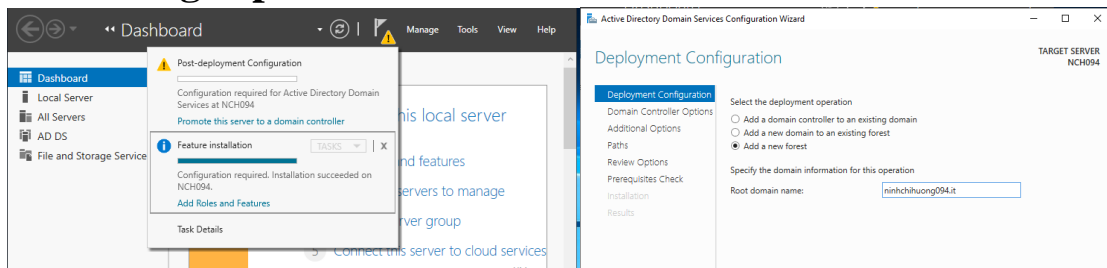 Dashboard
Manage Tools View Help
Dashboard
Local Server
All Servers
AD DS
File and Storage Service
Post-deployment Configuration
Configuration required for Active Directory Domain
Services at NCH094
Promote this server to a domain controller
Feature installation
TASKS
X
Configuration required. Installation succeeded on
NCH094.
Add Roles and Features
Task Details
his local server
nd features
servers to manage
rver group
5 Connect this server to cloud services
Active Directory Domain Services Configuration Wizard
Deployment Configuration
TARGET SERVER
NCH094
Deployment Configuration
Domain Controller Options
Additional Options
Paths
Review Options
Prerequisites Check
Installation
Results
Select the deployment operation
Add a domain controller to an existing domain
Add a new domain to an existing forest
Add a new forest
Specify the domain information for this operation
Root domain name: ninhchihuong094.it